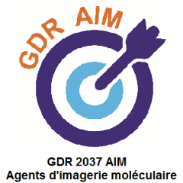 GDR AIM
GDR 2037 AIM
Agents d'imagerie moléculaire